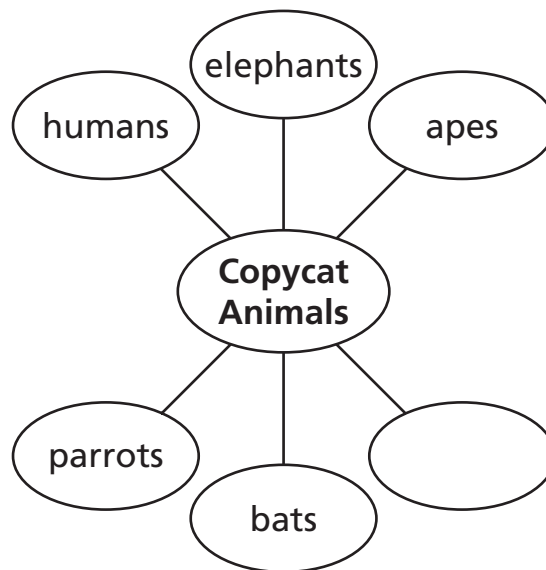 elephants
humans
apes
Copycat
Animals
parrots
bats